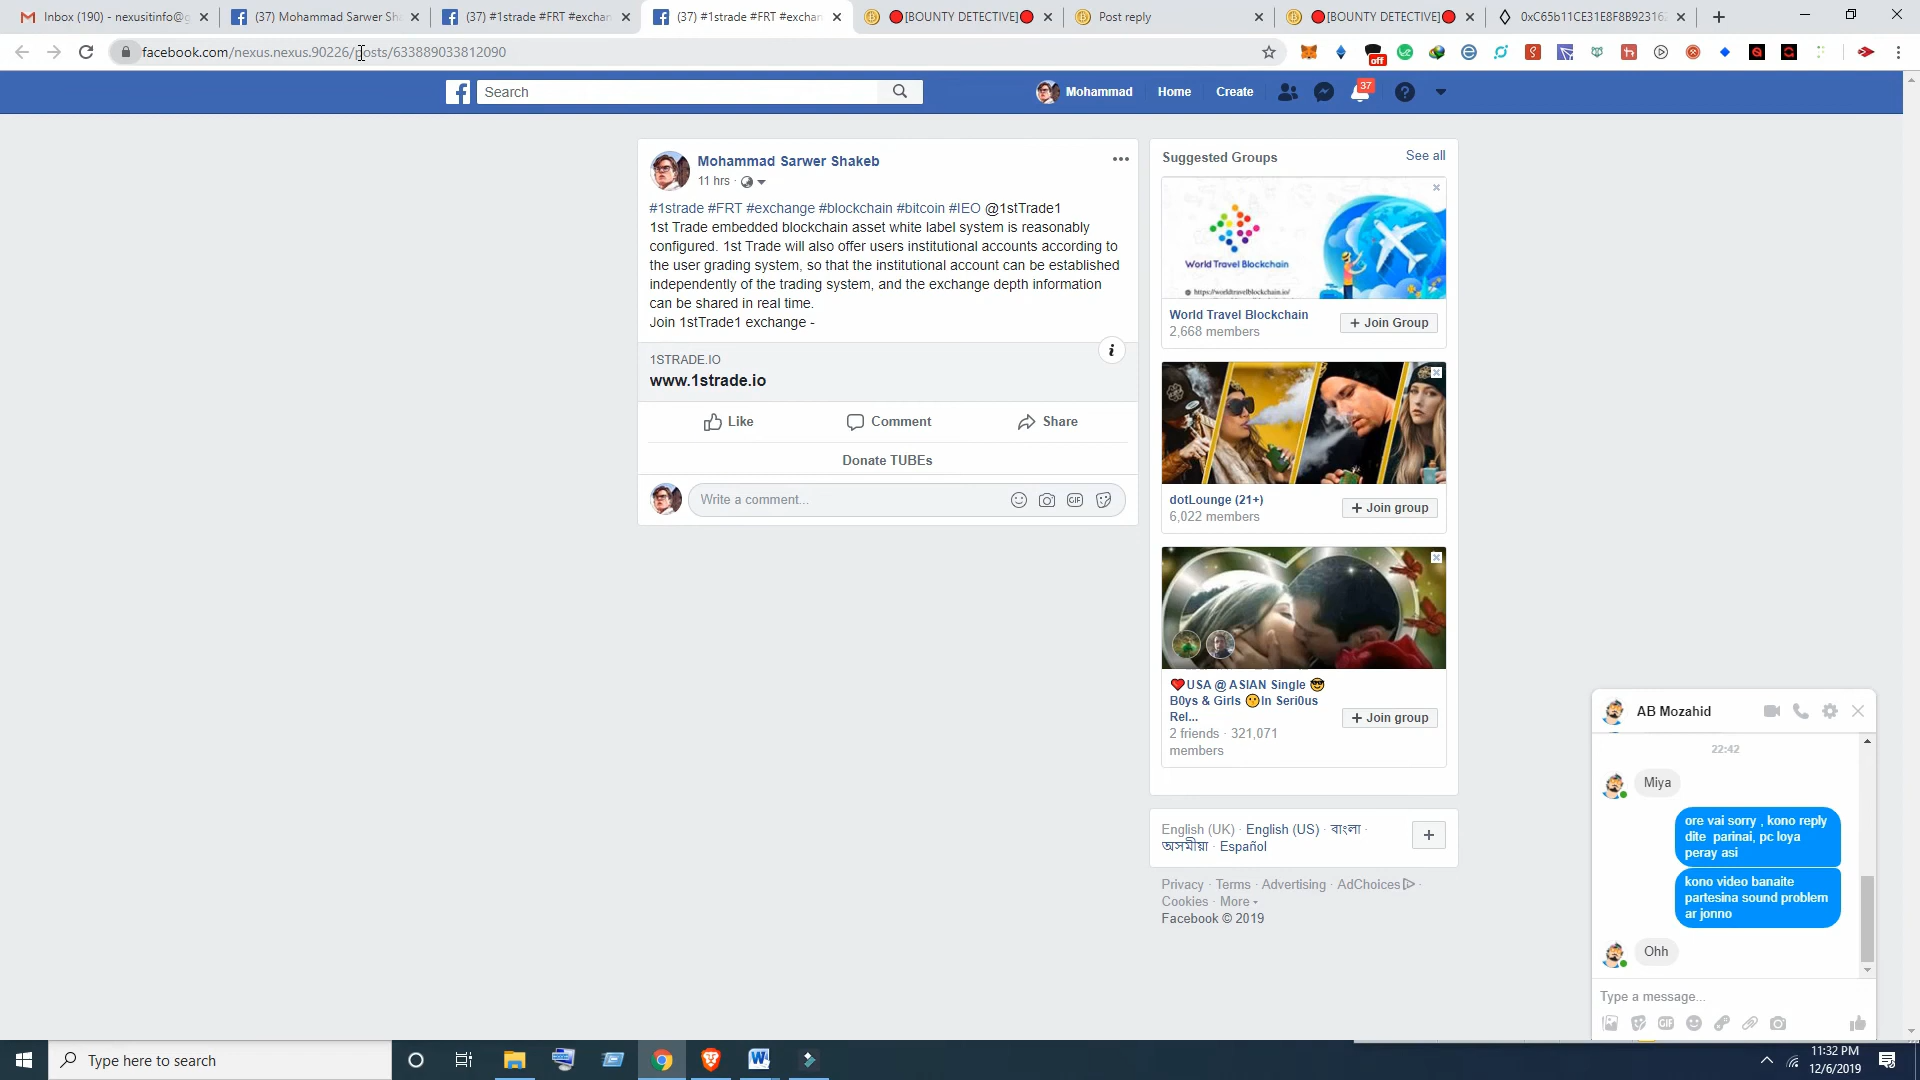 Inbox (190) - nexusitinfo@g
(37) Mohammad Sarwer Sha
(37) #1strade #FRT #exchan
(37) #1strade #FRT #exchan
[BOUNTY DETECTIVE]
Post reply
[BOUNTY DETECTIVE]
0xC65b11CE31E8F8B92316
facebook.com/nexus.nexus.90226/posts/633889033812090
off
Search
Mohammad
Home
Create
37
Mohammad Sarwer Shakeb
11 hrs ·
#1strade #FRT #exchange #blockchain #bitcoin #IEO @1stTrade1
1st Trade embedded blockchain asset white label system is reasonably
configured. 1st Trade will also offer users institutional accounts according to
the user grading system, so that the institutional account can be established
independently of the trading system, and the exchange depth information
can be shared in real time.
Join 1stTrade1 exchange -
1STRADE.IO
www.1strade.io
Like
Comment
Share
Donate TUBEs
Write a comment...
GIF
Suggested Groups
See all
World Travel Blockchain
https://worldtravelblockchain.io/
World Travel Blockchain
2,668 members
+ Join Group
dotLounge (21+)
6,022 members
+ Join group
USA @ ASIAN Single
B0ys & Girls In Seri0us
Rel...
2 friends · 321,071
members
+ Join group
English (UK) · English (US) · বাংলা ·
অসমীয়া · Español
Privacy · Terms · Advertising · AdChoices ·
Cookies · More
Facebook © 2019
AB Mozahid
22:42
Miya
ore vai sorry , kono reply
dite parinai, pc loya
peray asi
kono video banaite
partesina sound problem
ar jonno
Ohh
Type a message...
GIF
Type here to search
11:32 PM
12/6/2019